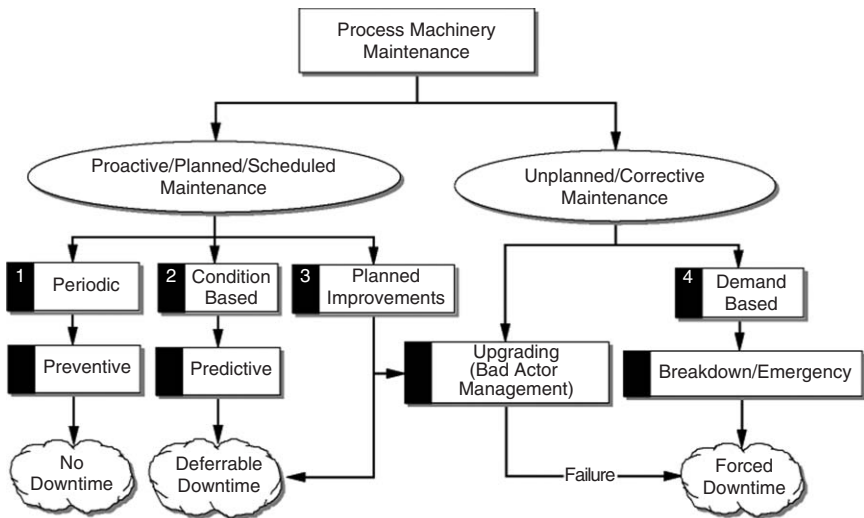 Process Machinery
Maintenance
Proactive/Planned/Scheduled
Maintenance
Unplanned/Corrective
Maintenance
1
Periodic
2
Condition
Based
3
Planned
Improvements
4
Demand
Based
Preventive
Predictive
Upgrading
(Bad Actor
Management)
Breakdown/Emergency
No
Downtime
Deferrable
Downtime
Failure
Forced
Downtime